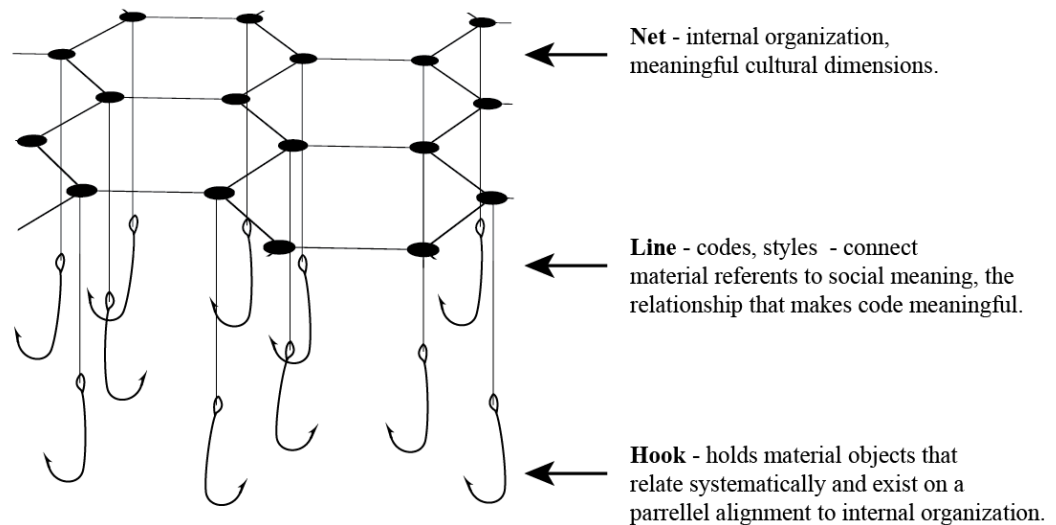 Net - internal organization,
meaningful cultural dimensions.
Line - codes, styles - connect
material referents to social meaning, the
relationship that makes code meaningful.
Hook - holds material objects that
relate systematically and exist on a
parrellel alignment to internal organization.